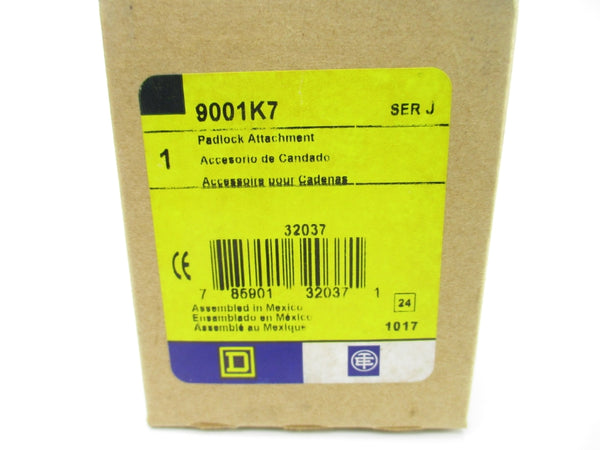 9001K7 SER J
Padlock Attachment
1 Accesorio de Candado
Accessoire pour Cadenas
32037
CE
7 85901 32037 1
24
Assembled in Mexico
Ensamblado en México
Assemblé au Mexique
1017
D